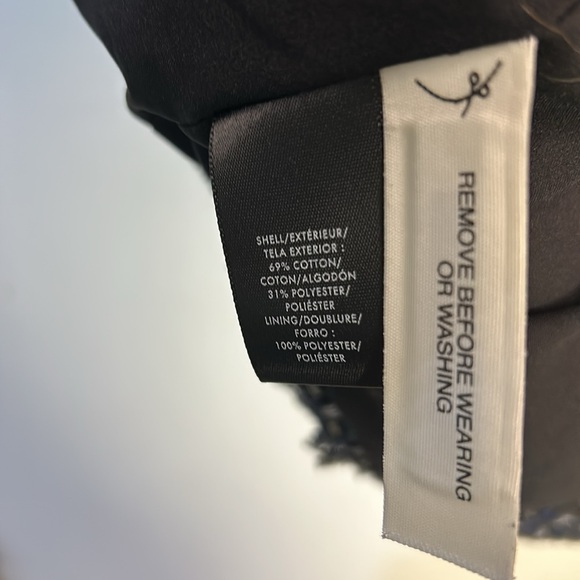 SHELL/EXTÉRIEUR/
TELA EXTERIOR :
69% COTTON/
COTON/ALGODÓN
31% POLYESTER/
POLIÉSTER
LINING/DOUBLURE/
FORRO :
100% POLYESTER/
POLIÉSTER
REMOVE BEFORE WEARING
OR WASHING